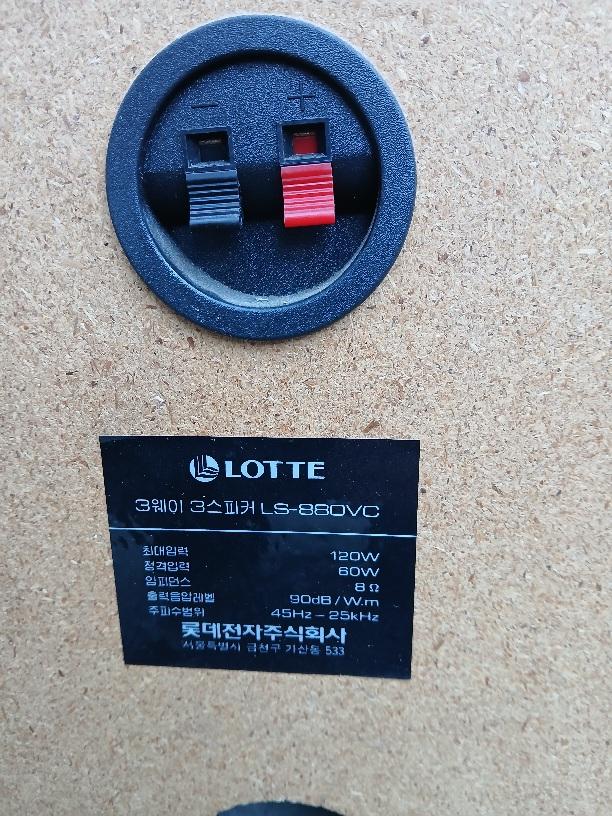 - +
LOTTE
3웨이 3스피커 LS-880VC
최대입력 120W
정격입력 60W
임피던스 8Ω
출력음압레벨 90dB/W.m
주파수범위 45Hz-25kHz
롯데전자주식회사
서울특별시 금천구 가산동 533